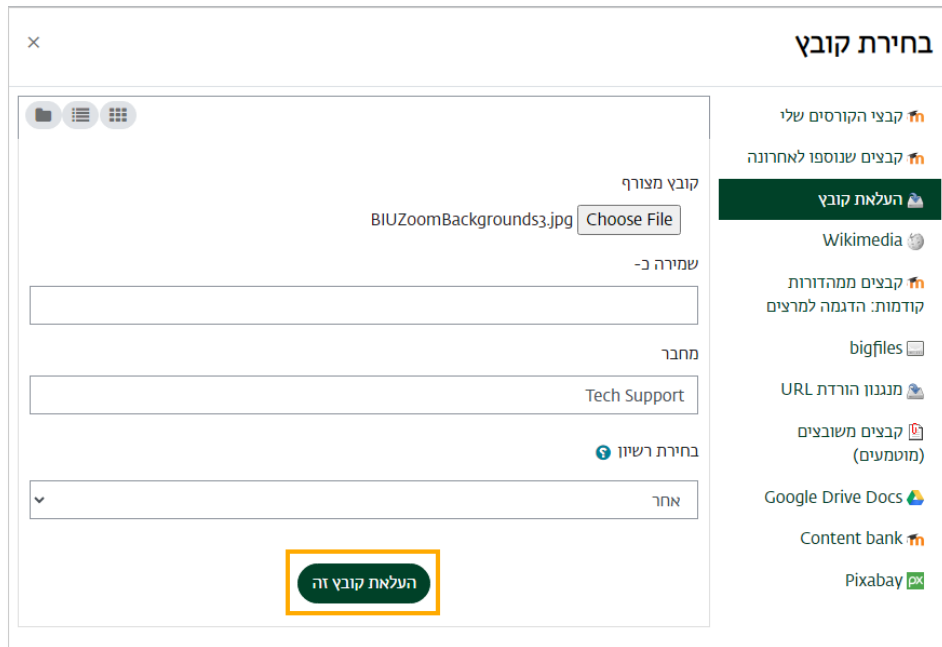 בחירת קובץ
×
קבצי הקורסים שלי
קבצים שנוספו לאחרונה
העלאת קובץ
Wikimedia
קבצים ממהדורות
קודמות: הדגמה למרצים
bigfiles
מנגנון הורדת URL
קבצים משובצים
(מוטמעים)
Google Drive Docs
Content bank
Pixabay
קובץ מצורף
Choose File BIUZoomBackgrounds3.jpg
שמירה כ-
מחבר
Tech Support
בחירת רשיון
אחר
העלאת קובץ זה